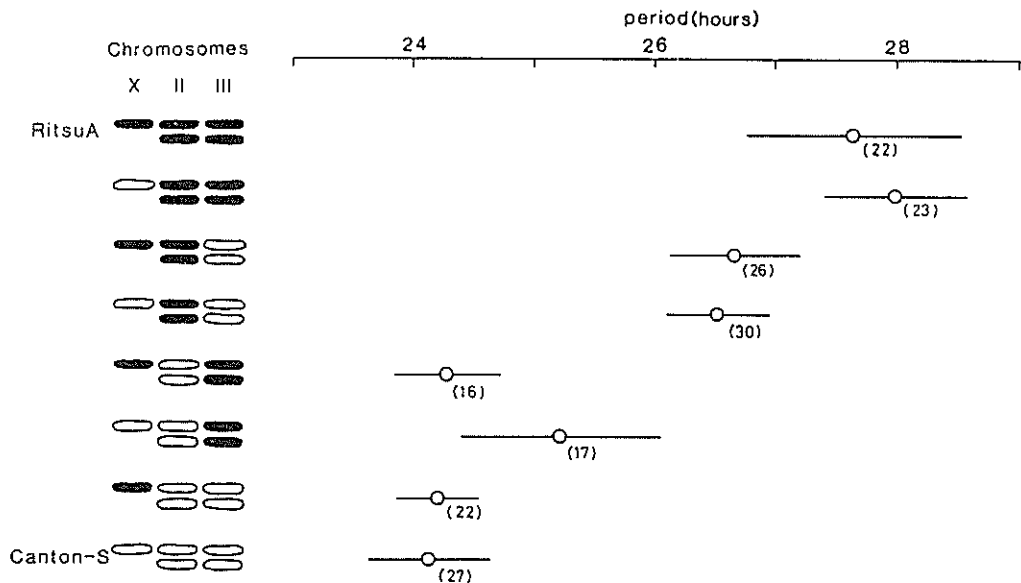 period(hours)
24 26 28
Chromosomes
X II III
RitsuA
(22)
(23)
(26)
(30)
(16)
(17)
(22)
Canton-S
(27)